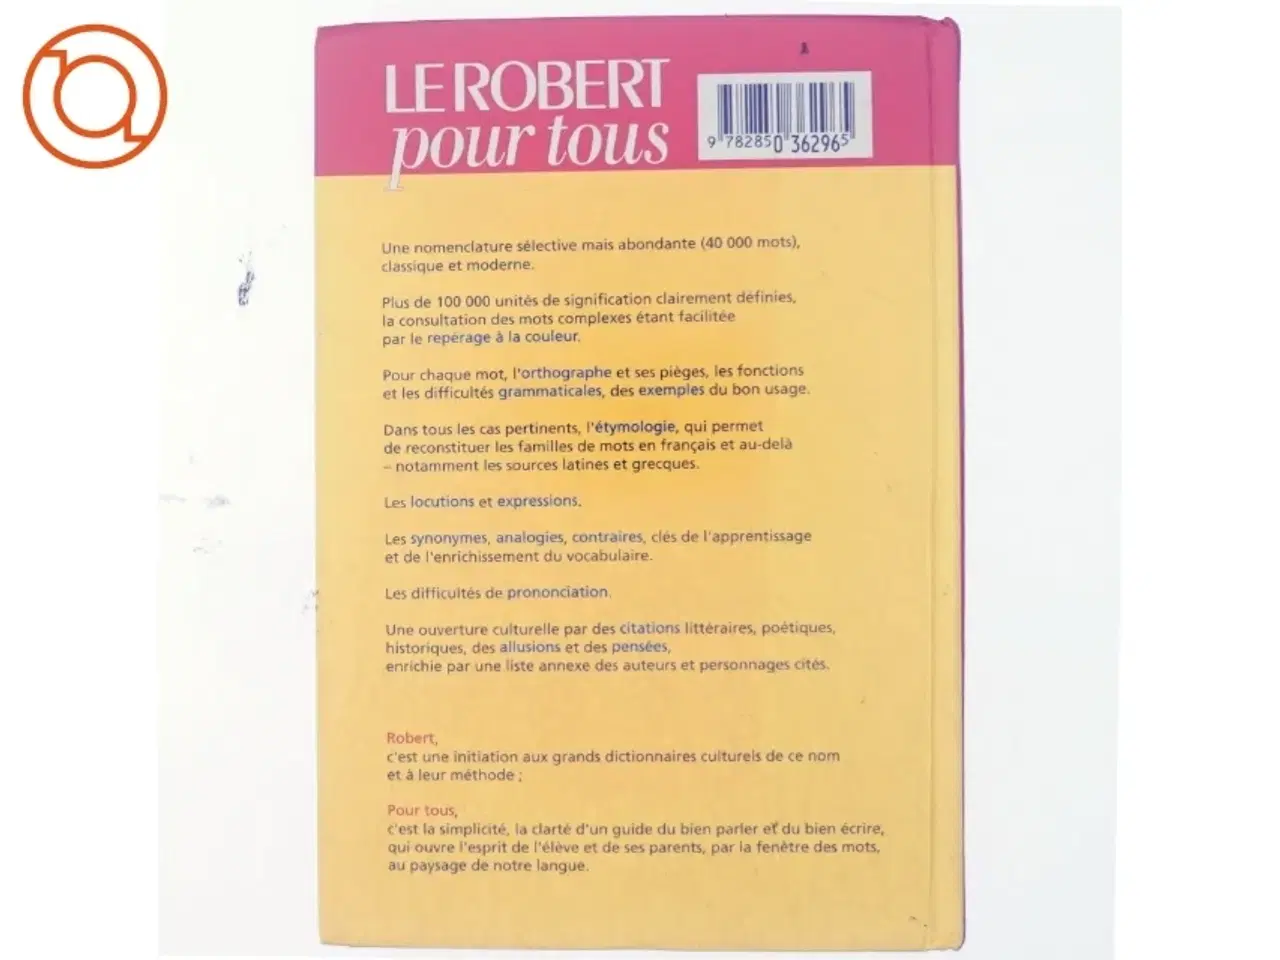 LE ROBERT
pour tous
9 782850 362965
Une nomenclature sélective mais abondante (40 000 mots),
classique et moderne.
Plus de 100 000 unités de signification clairement définies,
la consultation des mots complexes étant facilitée
par le repérage à la couleur.
Pour chaque mot, l'orthographe et ses pièges, les fonctions
et les difficultés grammaticales, des exemples du bon usage.
Dans tous les cas pertinents, l'étymologie, qui permet
de reconstituer les familles de mots en français et au-delà
– notamment les sources latines et grecques.
Les locutions et expressions.
Les synonymes, analogies, contraires, clés de l'apprentissage
et de l'enrichissement du vocabulaire.
Les difficultés de prononciation.
Une ouverture culturelle par des citations littéraires, poétiques,
historiques, des allusions et des pensées,
enrichie par une liste annexe des auteurs et personnages cités.
Robert,
c'est une initiation aux grands dictionnaires culturels de ce nom
et à leur méthode ;
Pour tous,
c'est la simplicité, la clarté d'un guide du bien parler et du bien écrire,
qui ouvre l'esprit de l'élève et de ses parents, par la fenêtre des mots,
au paysage de notre langue.